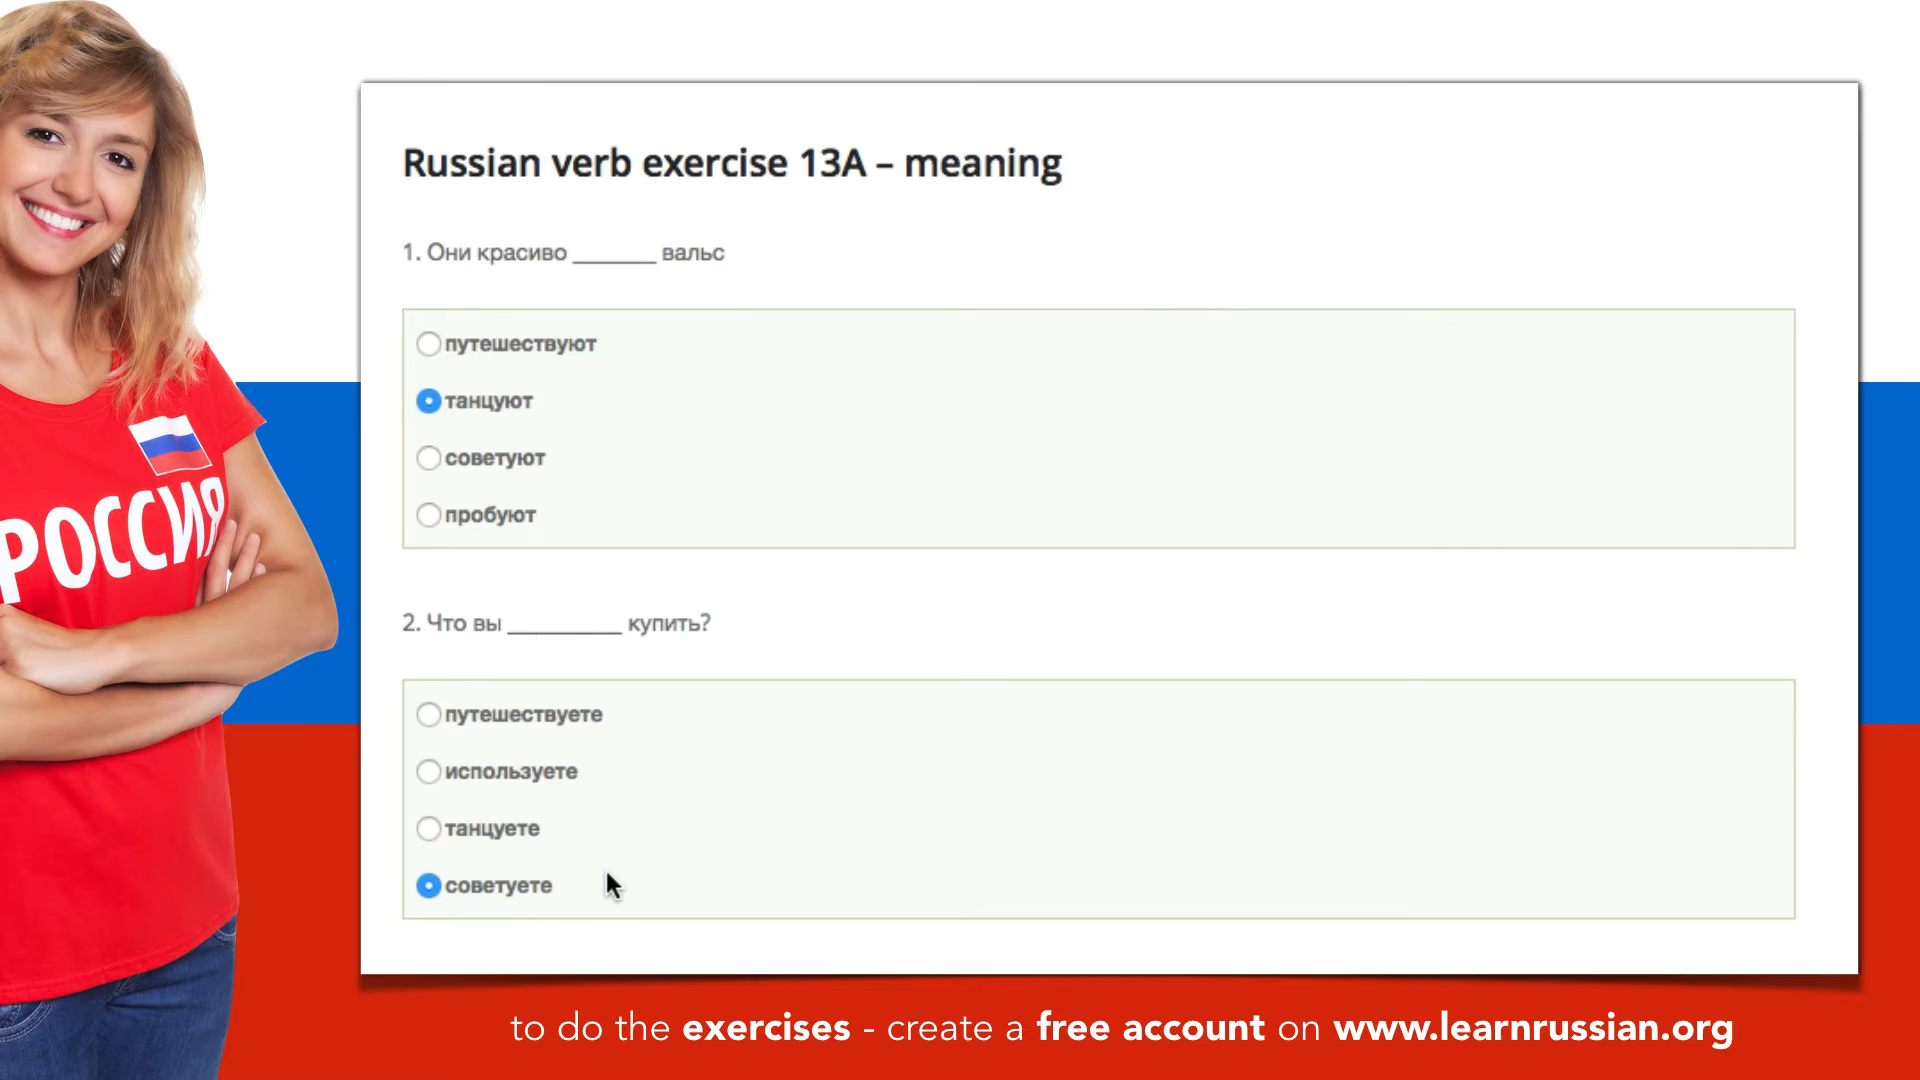 РОССИЯ
Russian verb exercise 13A – meaning
1. Они красиво _______ вальс
путешествуют
танцуют
советуют
пробуют
2. Что вы _________ купить?
путешествуете
используете
танцуете
советуете
to do the exercises - create a free account on www.learnrussian.org